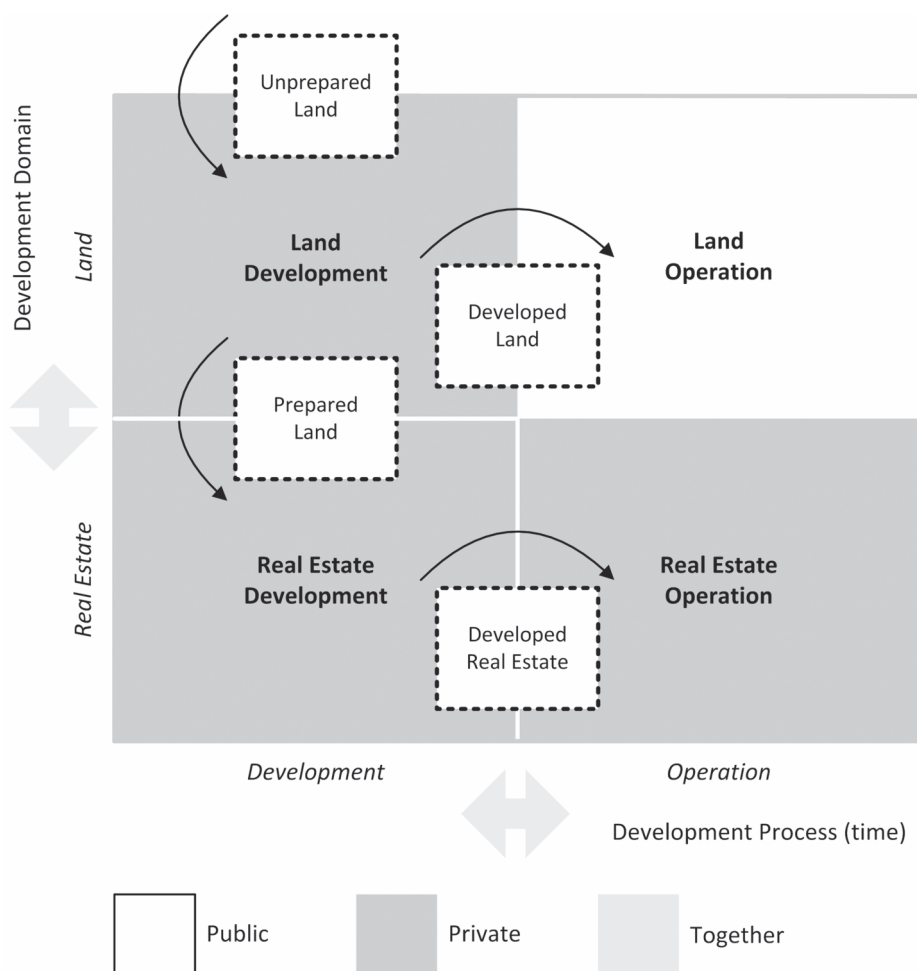 Unprepared
Land
Development Domain
Land
Land
Development
Land
Operation
Developed
Land
Prepared
Land
Real Estate
Real Estate
Development
Real Estate
Operation
Developed
Real Estate
Development
Operation
Development Process (time)
Public
Private
Together